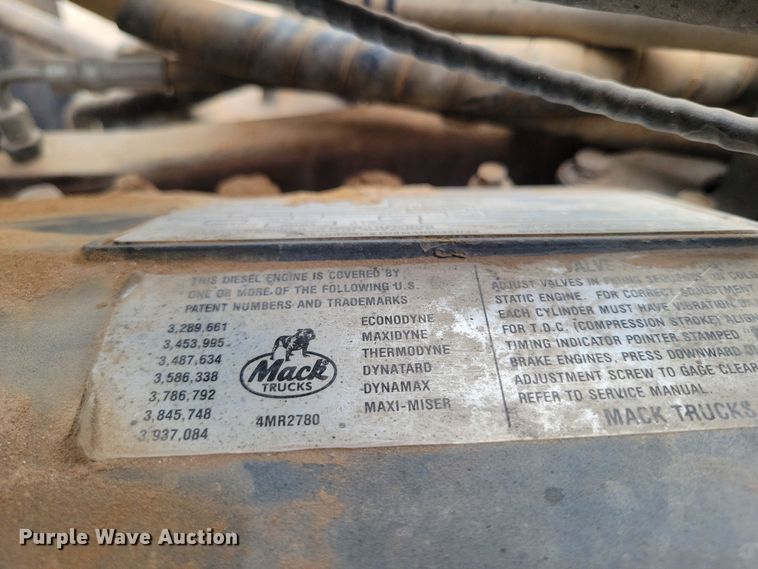 THIS DIESEL ENGINE IS COVERED BY
ONE OR MORE OF THE FOLLOWING U.S.
PATENT NUMBERS AND TRADEMARKS
3,289,661
3,453,995
3,487,634
3,586,338
3,786,792
3,845,748
3,937,084
Mack
TRUCKS
4MR2780
ECONODYNE
MAXIDYNE
THERMODYNE
DYNATARD
DYNAMAX
MAXI-MISER
ADJUST VALVES IN
STATIC ENGINE. FOR CORRECT ADJUSTMENT
EACH CYLINDER MUST HAVE VIBRATION
FOR T.D.C. (COMPRESSION STROKE) ALIG
TIMING INDICATOR POINTER STAMPED
BRAKE ENGINES, PRESS DOWNWARD
ADJUSTMENT SCREW TO GAGE CLEAR
REFER TO SERVICE MANUAL.
MACK TRUCKS
Purple Wave Auction